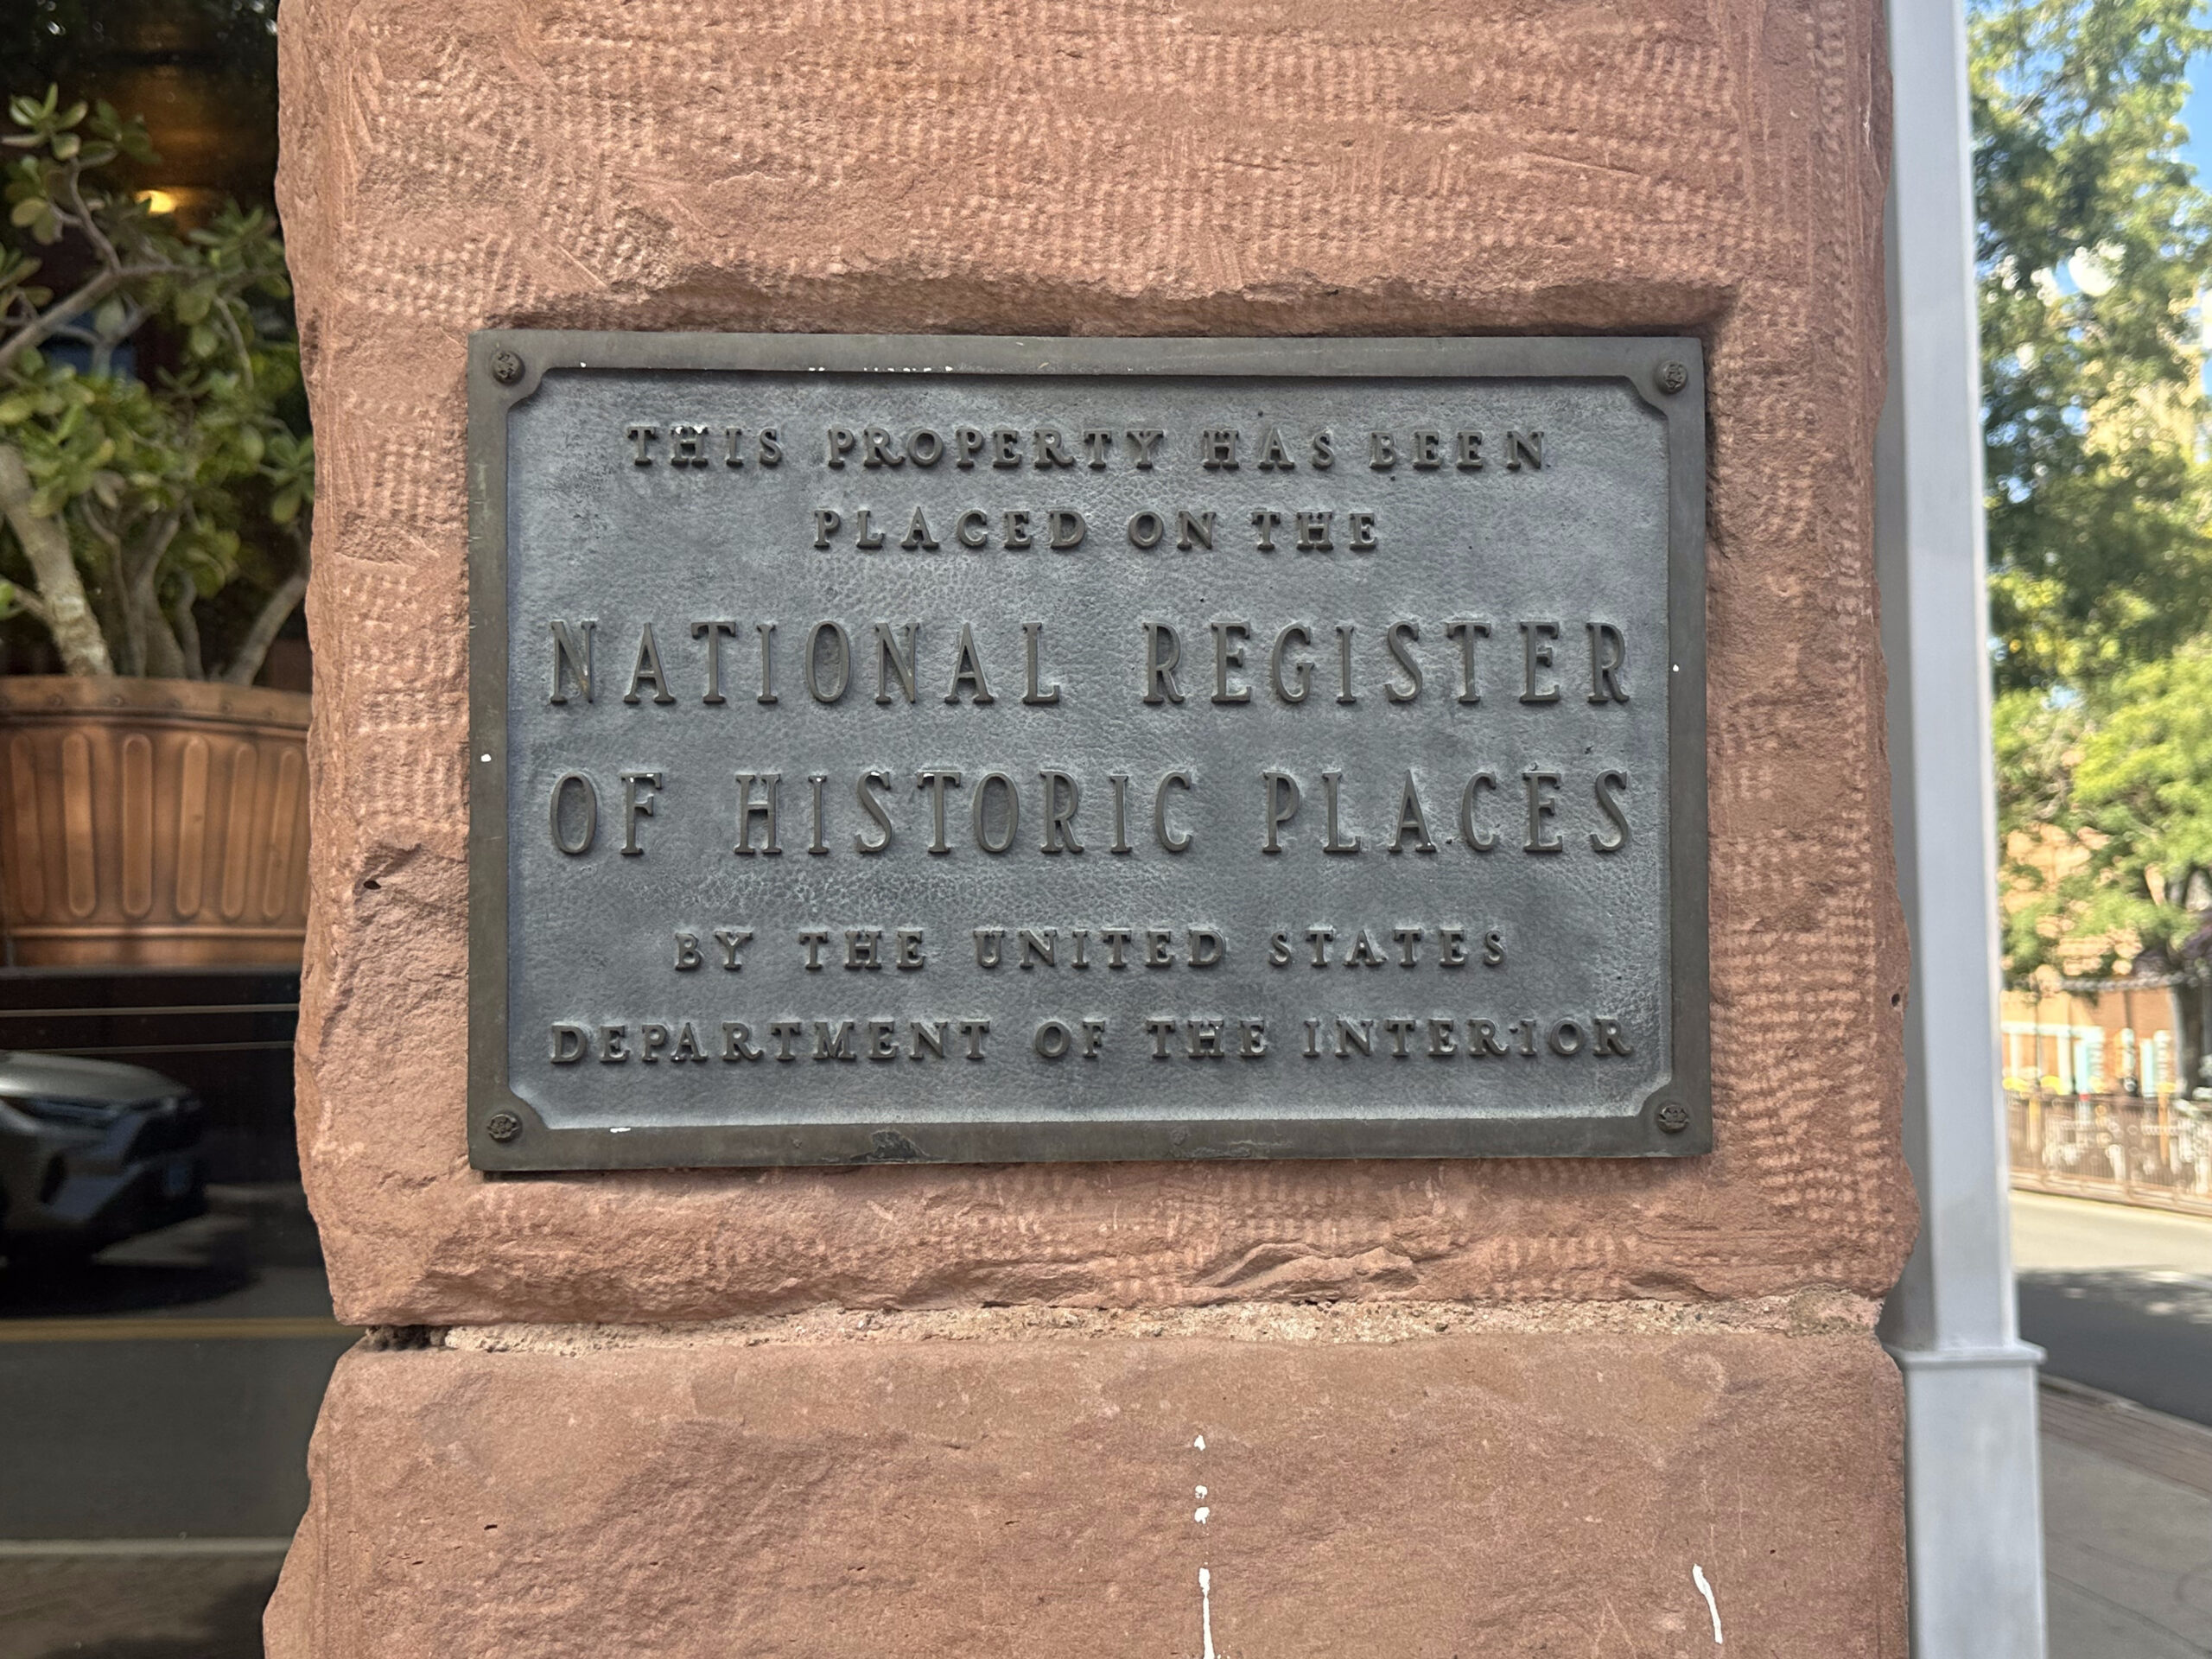 THIS PROPERTY HAS BEEN
PLACED ON THE
NATIONAL REGISTER
OF HISTORIC PLACES
BY THE UNITED STATES
DEPARTMENT OF THE INTERIOR